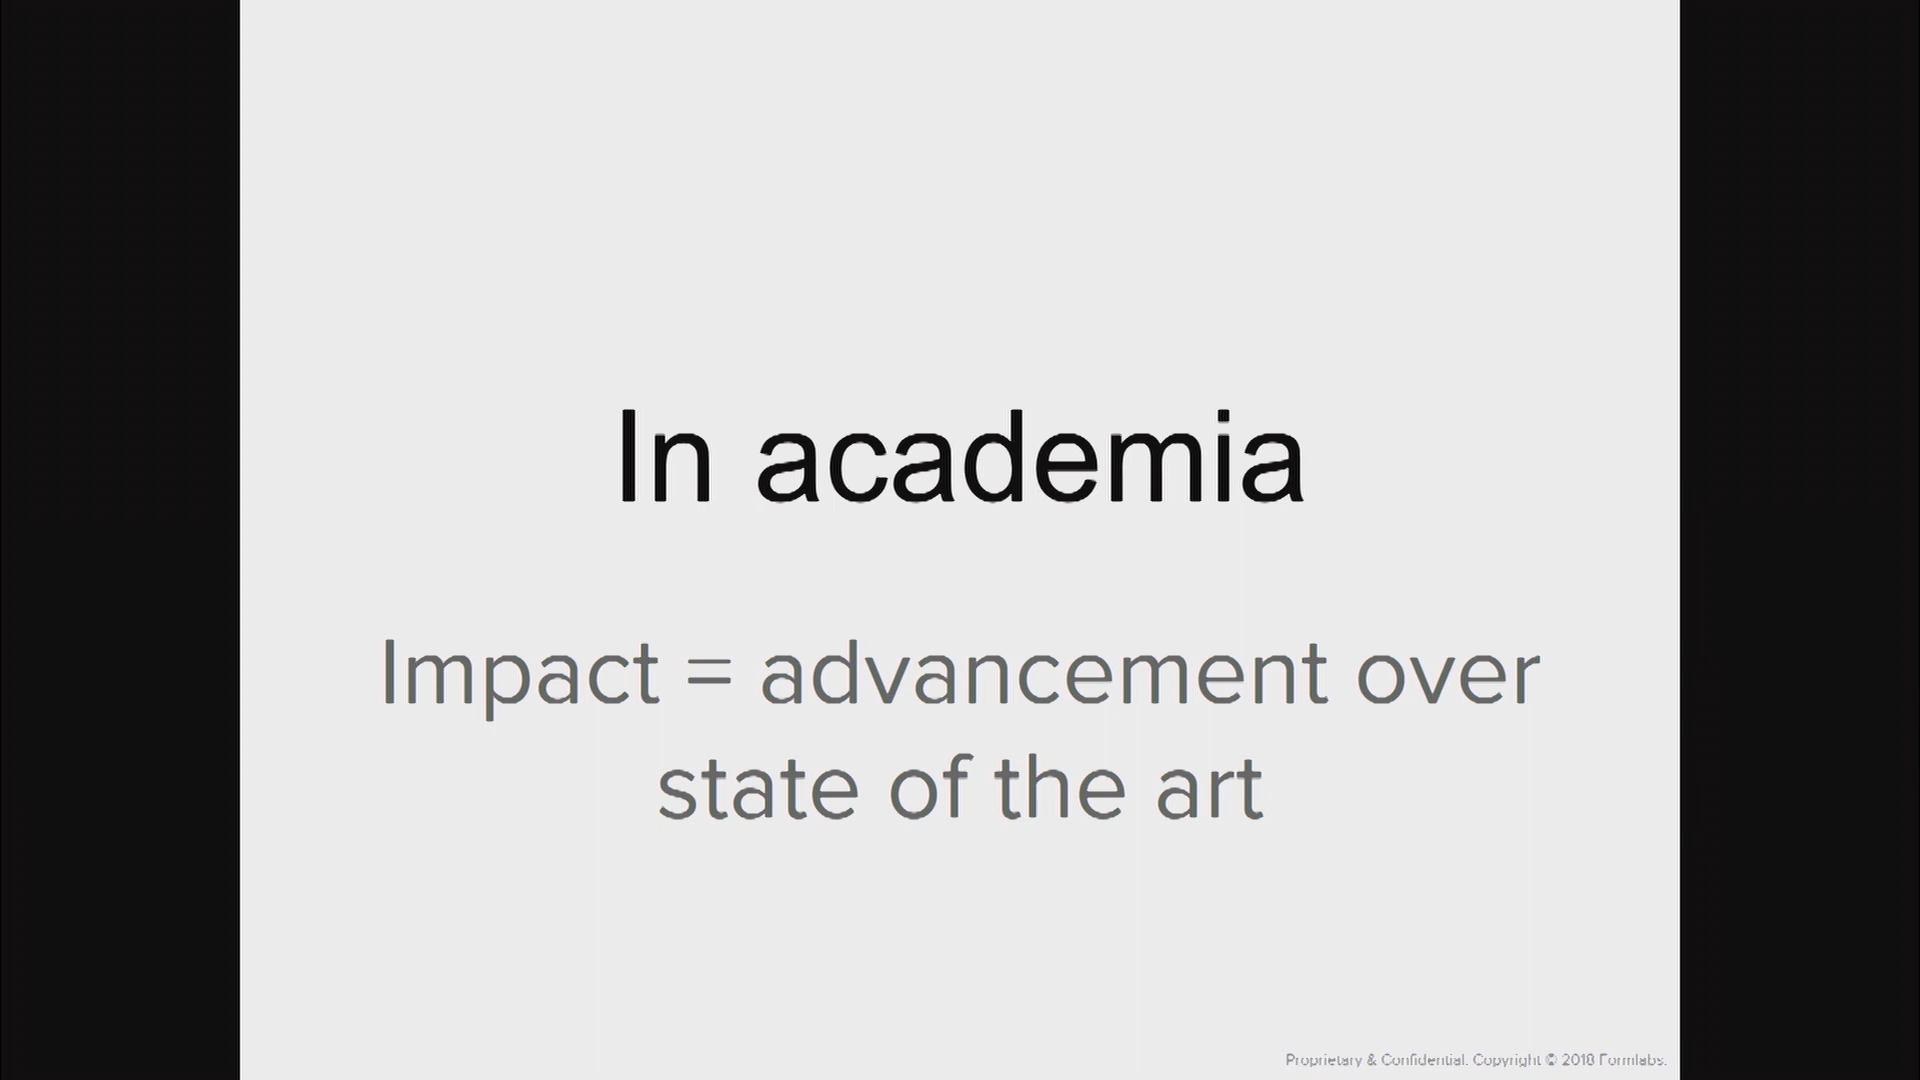 In academia
Impact = advancement over
state of the art
Proprietary & Confidential. Copyright © 2018 Formlabs.